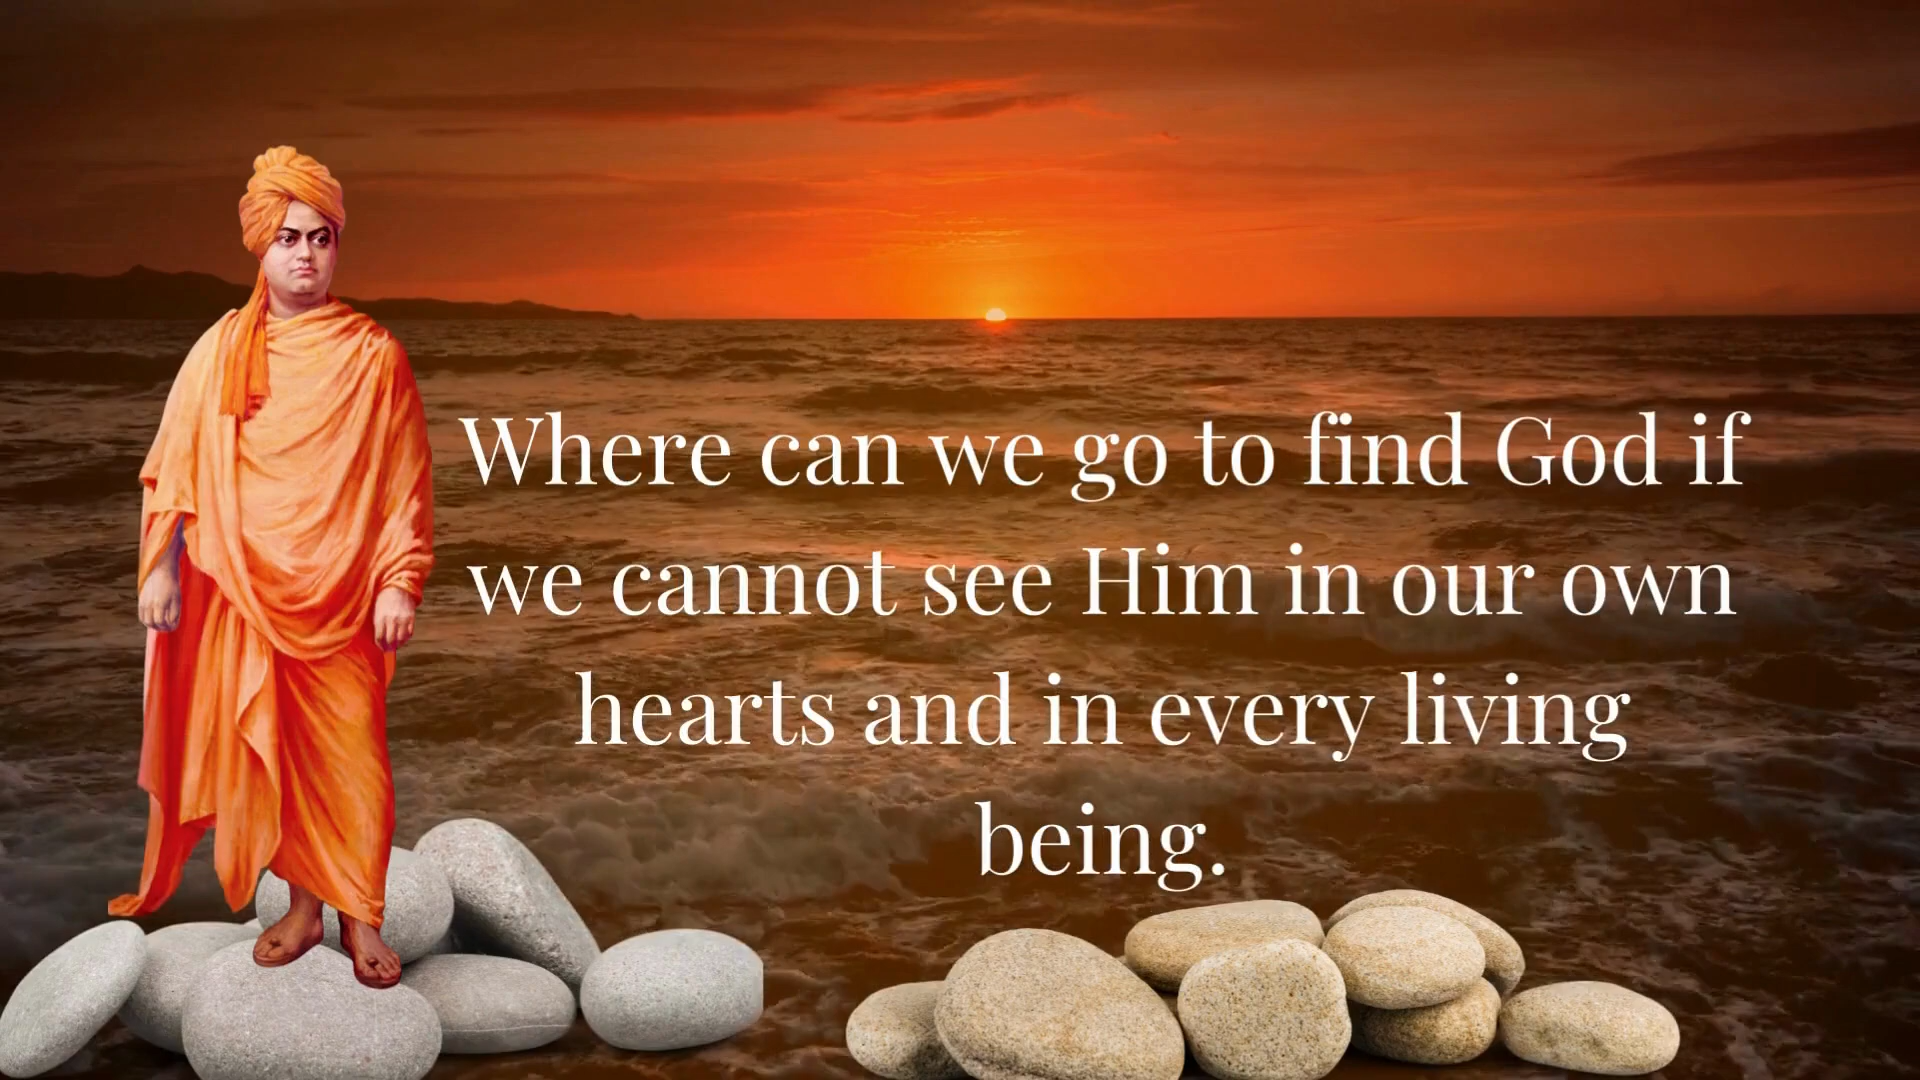 Where can we go to find God if
we cannot see Him in our own
hearts and in every living
being.